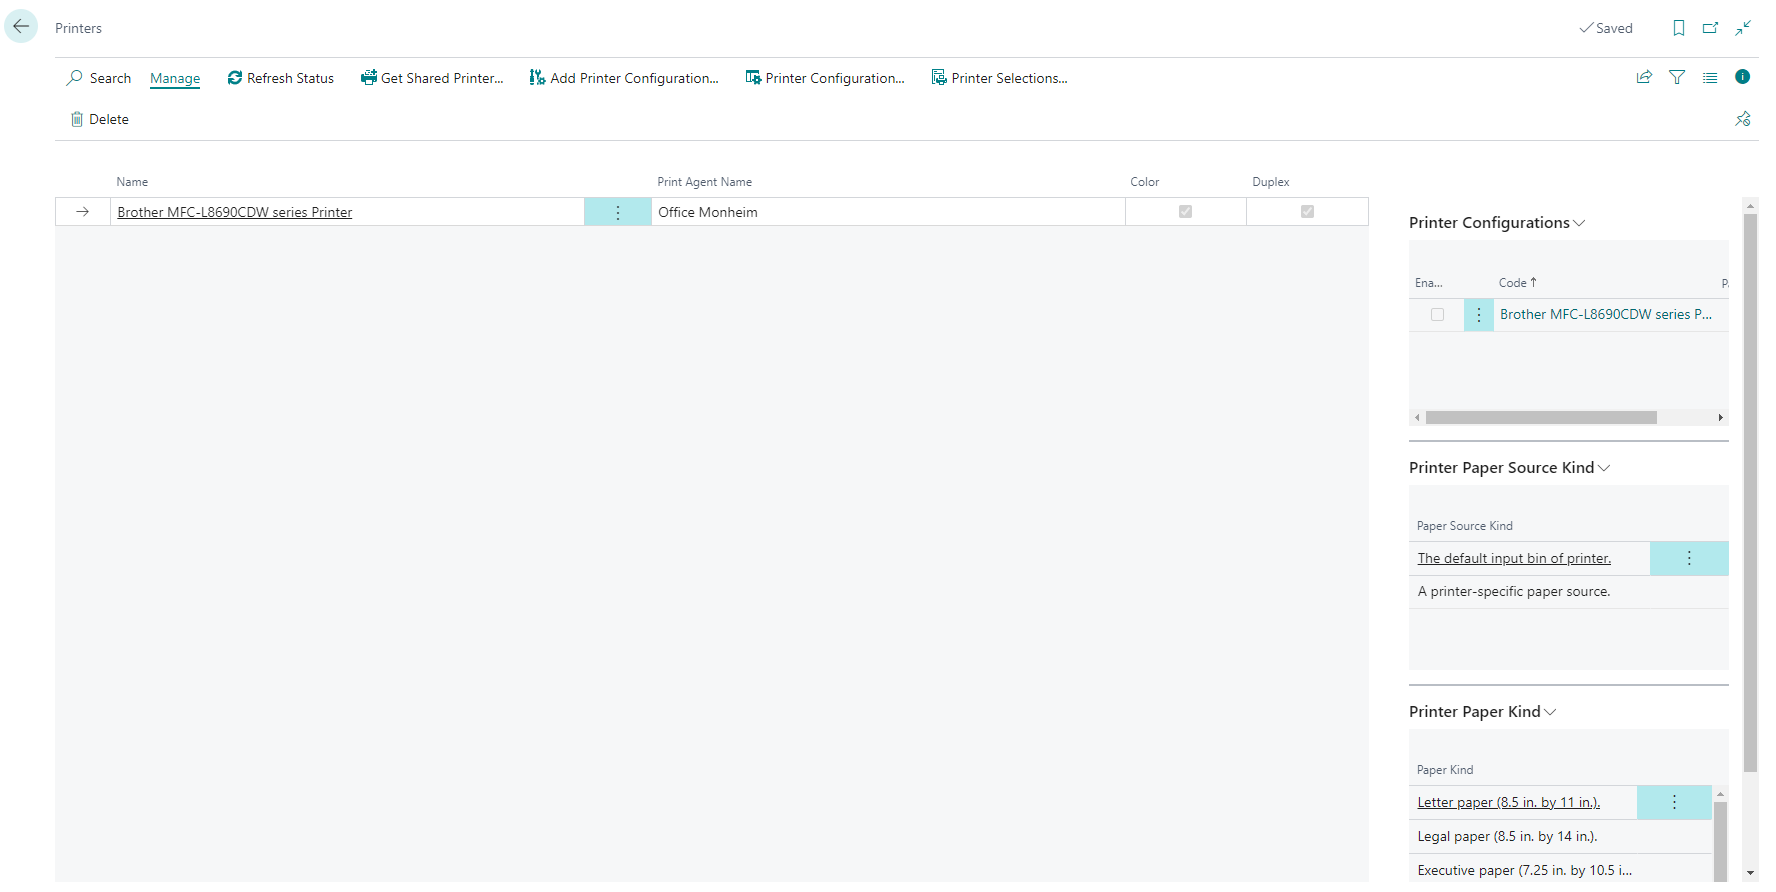 Printers
Saved
Search Manage Refresh Status Get Shared Printer... Add Printer Configuration... Printer Configuration... Printer Selections...
Delete
Name Print Agent Name Color Duplex
Brother MFC-L8690CDW series Printer Office Monheim
Printer Configurations
Ena... Code
Brother MFC-L8690CDW series P...
Printer Paper Source Kind
Paper Source Kind
The default input bin of printer.
A printer-specific paper source.
Printer Paper Kind
Paper Kind
Letter paper (8.5 in. by 11 in.).
Legal paper (8.5 in. by 14 in.).
Executive paper (7.25 in. by 10.5 i...